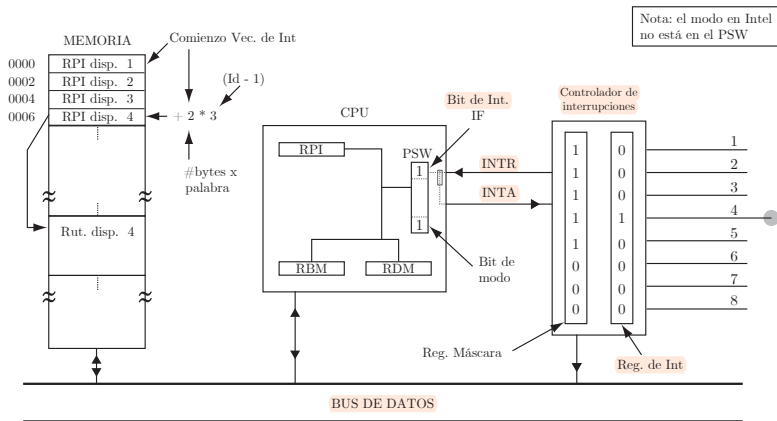 Nota: el modo en Intel
no está en el PSW
MEMORIA
Comienzo Vec. de Int
0000 RPI disp. 1
0002 RPI disp. 2
0004 RPI disp. 3
0006 RPI disp. 4
(Id - 1)
+ 2 * 3
#bytes x
palabra
Rut. disp. 4
CPU
RPI
PSW
1
1
RBM
RDM
Bit de Int.
IF
INTR
INTA
Bit de
modo
Controlador de
interrupciones
1 0 1
1 0 2
1 0 3
1 1 4
1 0 5
0 0 6
0 0 7
0 0 8
Reg. Máscara
Reg. de Int
BUS DE DATOS